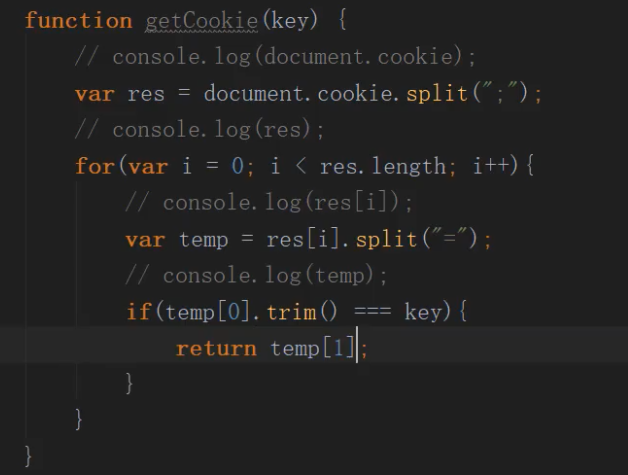 function getCookie(key) {
// console.log(document.cookie);
var res = document.cookie.split(";");
// console.log(res);
for(var i = 0; i < res.length; i++){
// console.log(res[i]);
var temp = res[i].split("=");
// console.log(temp);
if(temp[0].trim() === key){
return temp[1];
}
}
}